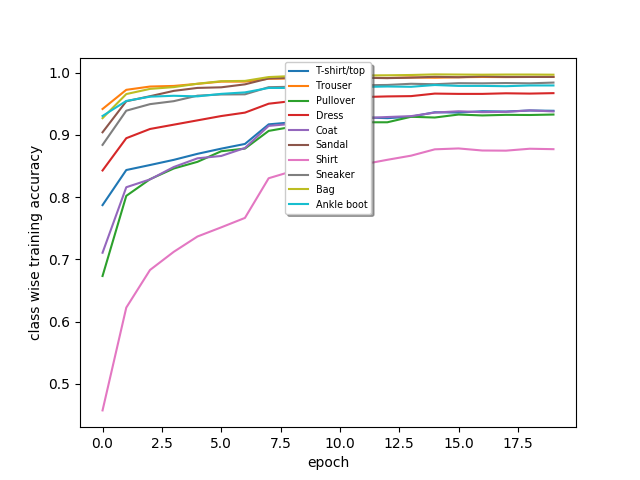 1.0
0.9
0.8
0.7
0.6
0.5
class wise training accuracy
T-shirt/top
Trouser
Pullover
Dress
Coat
Sandal
Shirt
Sneaker
Bag
Ankle boot
0.0 2.5 5.0 7.5 10.0 12.5 15.0 17.5
epoch